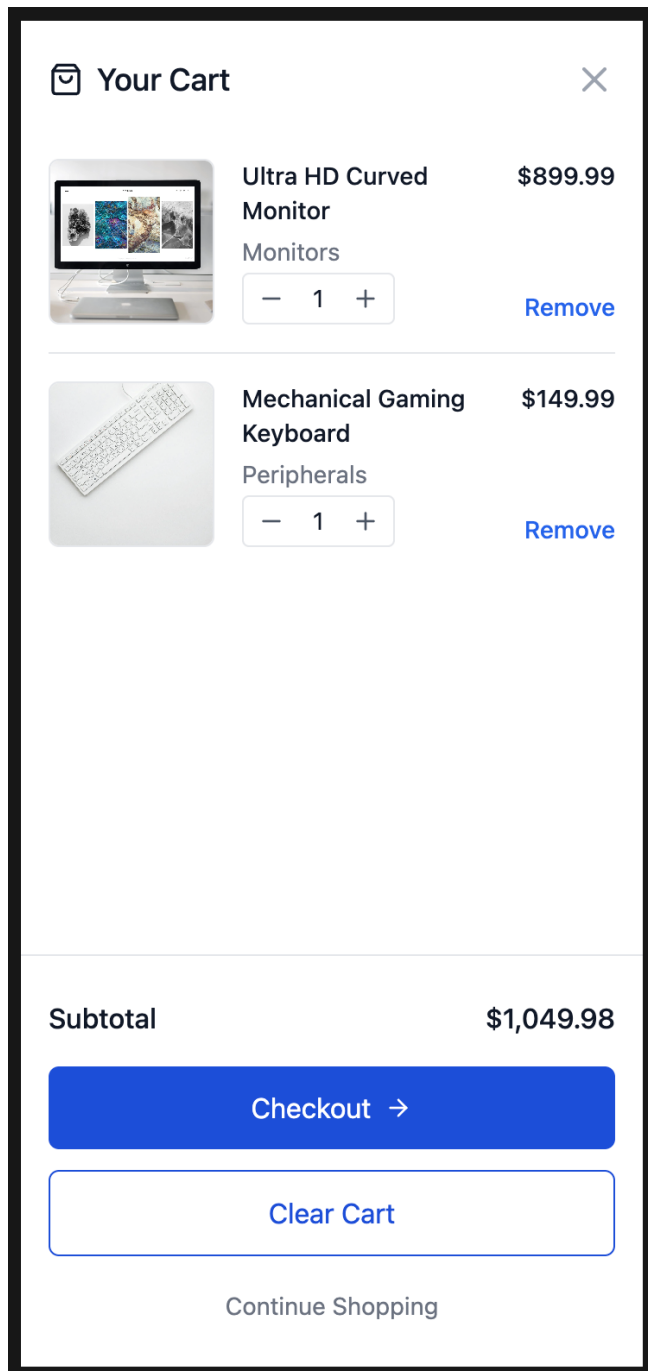 Your Cart
Ultra HD Curved Monitor
$899.99
Monitors
1
Remove
Mechanical Gaming Keyboard
$149.99
Peripherals
1
Remove
Subtotal
$1,049.98
Checkout →
Clear Cart
Continue Shopping